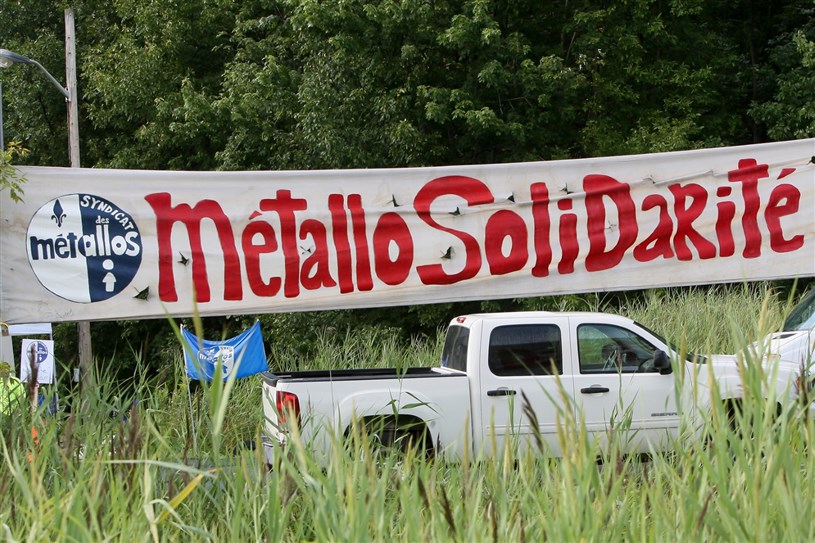 SYNDICAT
des
métallos
MétalloSoliDarité